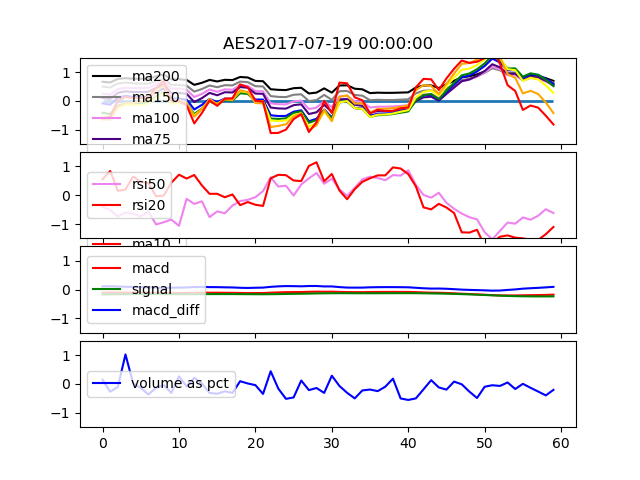 AES2017-07-19 00:00:00
1
0
−1
ma200
ma150
ma100
ma75
1
0
−1
rsi50
rsi20
ma10
1
0
−1
macd
signal
macd_diff
1
0
−1
volume as pct
0 10 20 30 40 50 60